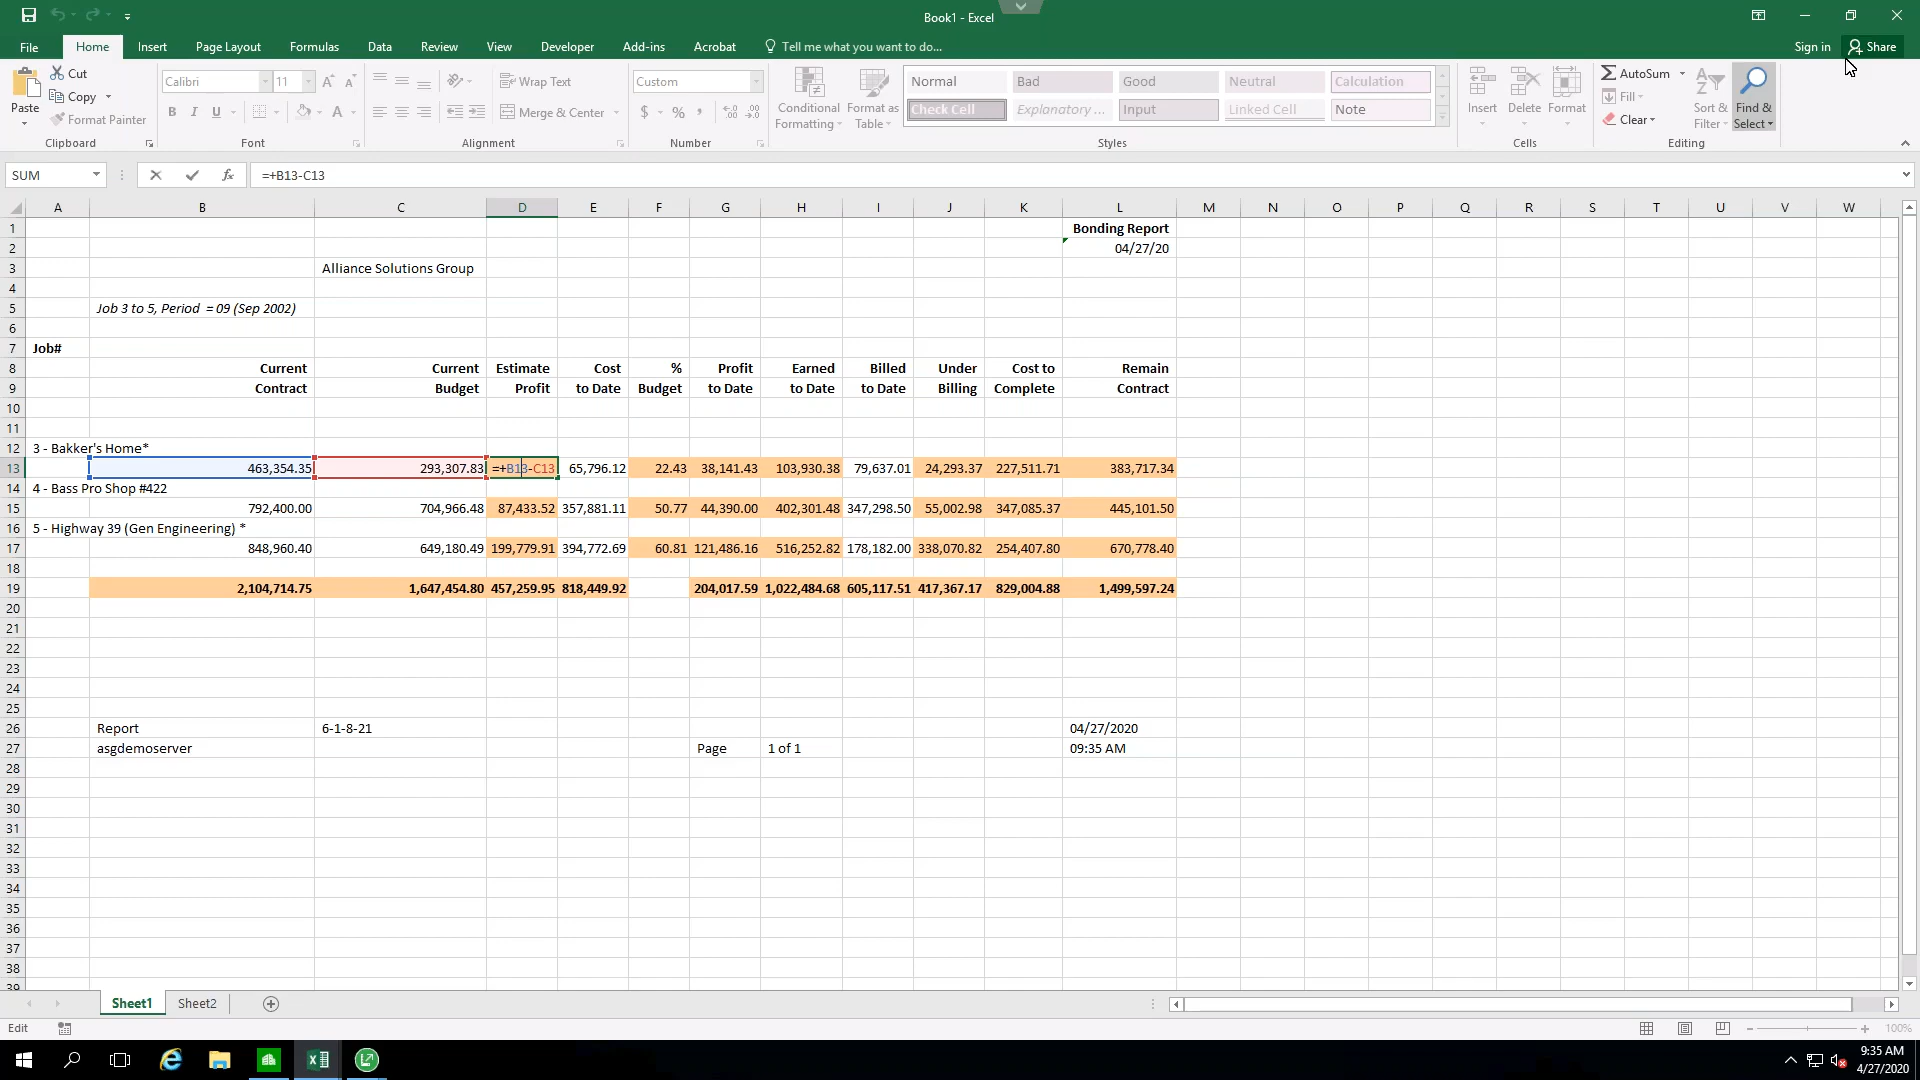 Book1 - Excel
File Home Insert Page Layout Formulas Data Review View Developer Add-ins Acrobat Tell me what you want to do... Sign in Share
Paste
Cut
Copy
Format Painter
Clipboard
Calibri 11
Font
Wrap Text
Merge & Center
Alignment
Custom
Number
Conditional Formatting
Format as Table
Normal Bad Good Neutral Calculation
Check Cell Explanatory ... Input Linked Cell Note
Styles
Insert Delete Format
Cells
AutoSum
Fill
Clear
Sort & Filter
Find & Select
Editing
SUM =+B13-C13
A B C D E F G H I J K L M N O P Q R S T U V W
1 Bonding Report
2 04/27/20
3 Alliance Solutions Group
4
5 Job 3 to 5, Period = 09 (Sep 2002)
6
7 Job#
8 Current Current Estimate Cost % Profit Earned Billed Under Cost to Remain
9 Contract Budget Profit to Date Budget to Date to Date to Date Billing Complete Contract
10
11
12 3 - Bakker's Home*
13 463,354.35 293,307.83 =+B13-C13 65,796.12 22.43 38,141.43 103,930.38 79,637.01 24,293.37 227,511.71 383,717.34
14 4 - Bass Pro Shop #422
15 792,400.00 704,966.48 87,433.52 357,881.11 50.77 44,390.00 402,301.48 347,298.50 55,002.98 347,085.37 445,101.50
16 5 - Highway 39 (Gen Engineering) *
17 848,960.40 649,180.49 199,779.91 394,772.69 60.81 121,486.16 516,252.82 178,182.00 338,070.82 254,407.80 670,778.40
18
19 2,104,714.75 1,647,454.80 457,259.95 818,449.92 204,017.59 1,022,484.68 605,117.51 417,367.17 829,004.88 1,499,597.24
20
21
22
23
24
25
26 Report 6-1-8-21 04/27/2020
27 asgdemoserver Page 1 of 1 09:35 AM
28
29
30
31
32
33
34
35
36
37
38
39
Sheet1 Sheet2
Edit 100%
9:35 AM
4/27/2020